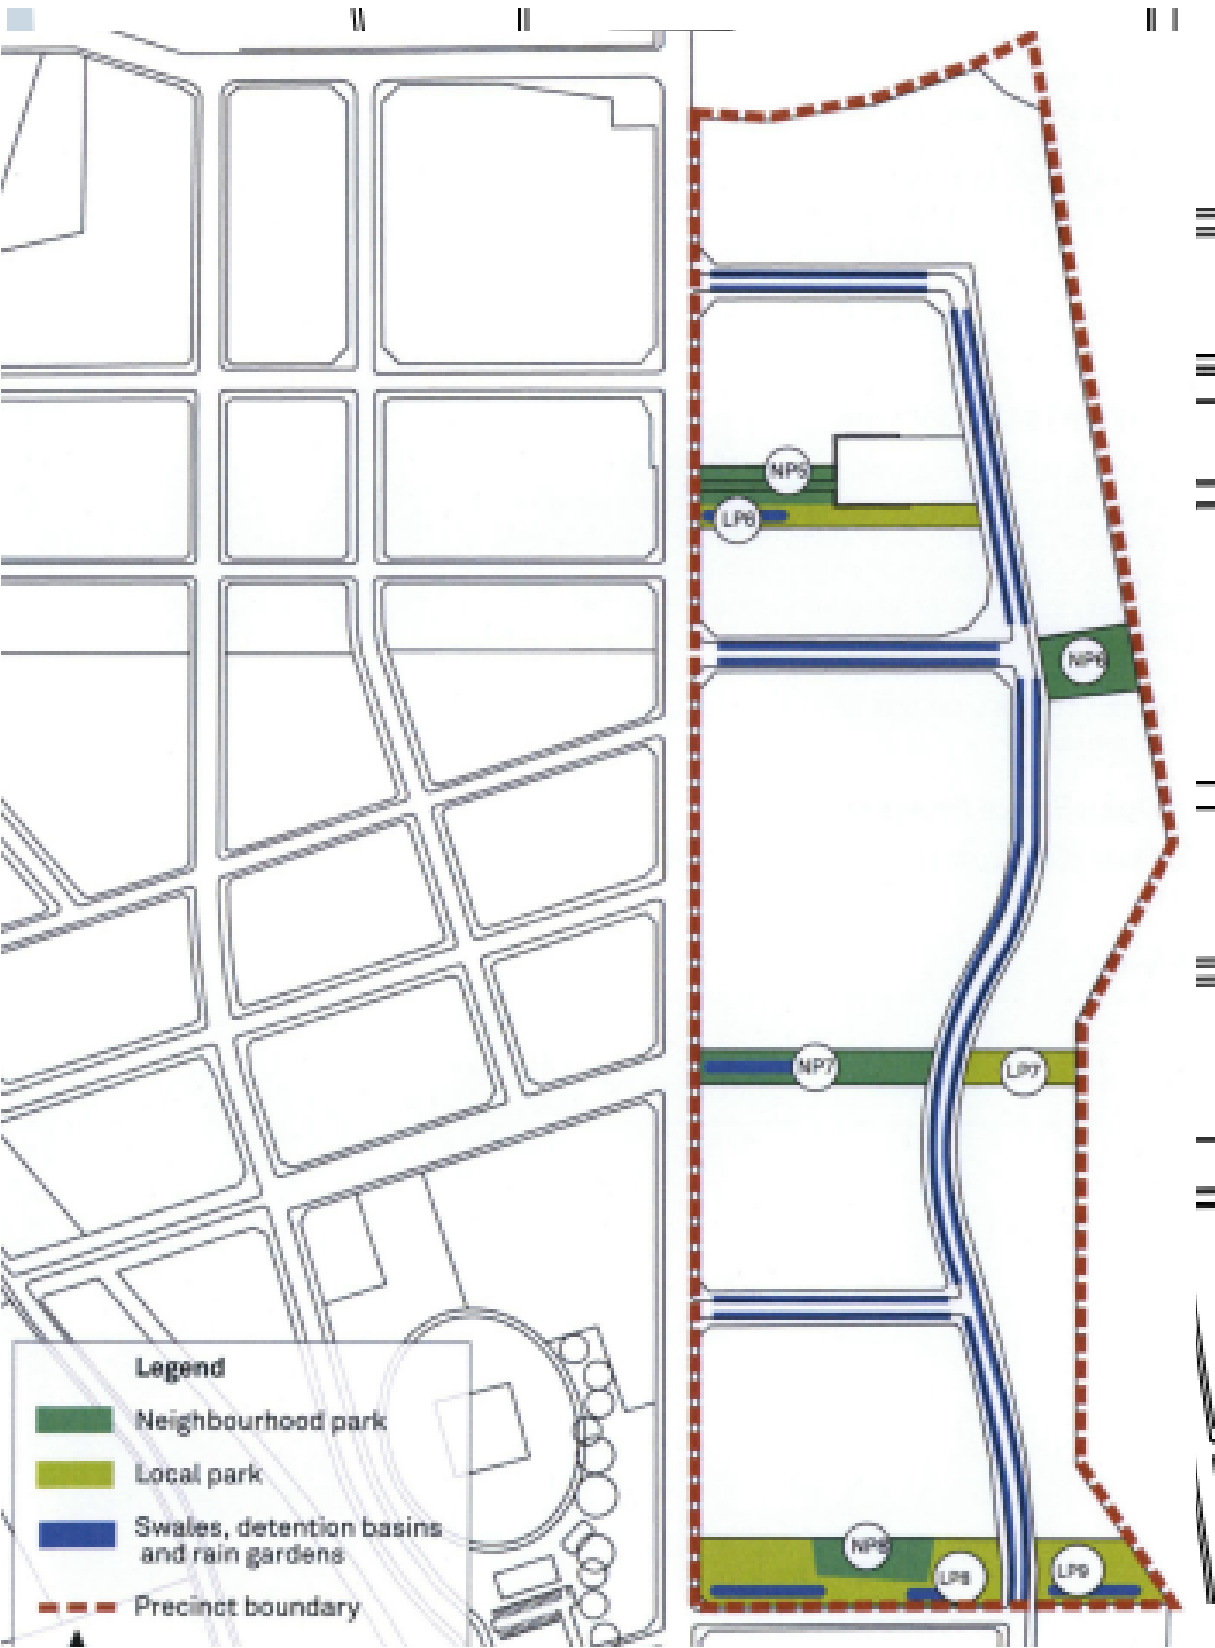 NP5
LP6
NP6
NP7
LP7
NP8
LP8
LP9
Legend
Neighbourhood park
Local park
Swales, detention basins
and rain gardens
Precinct boundary